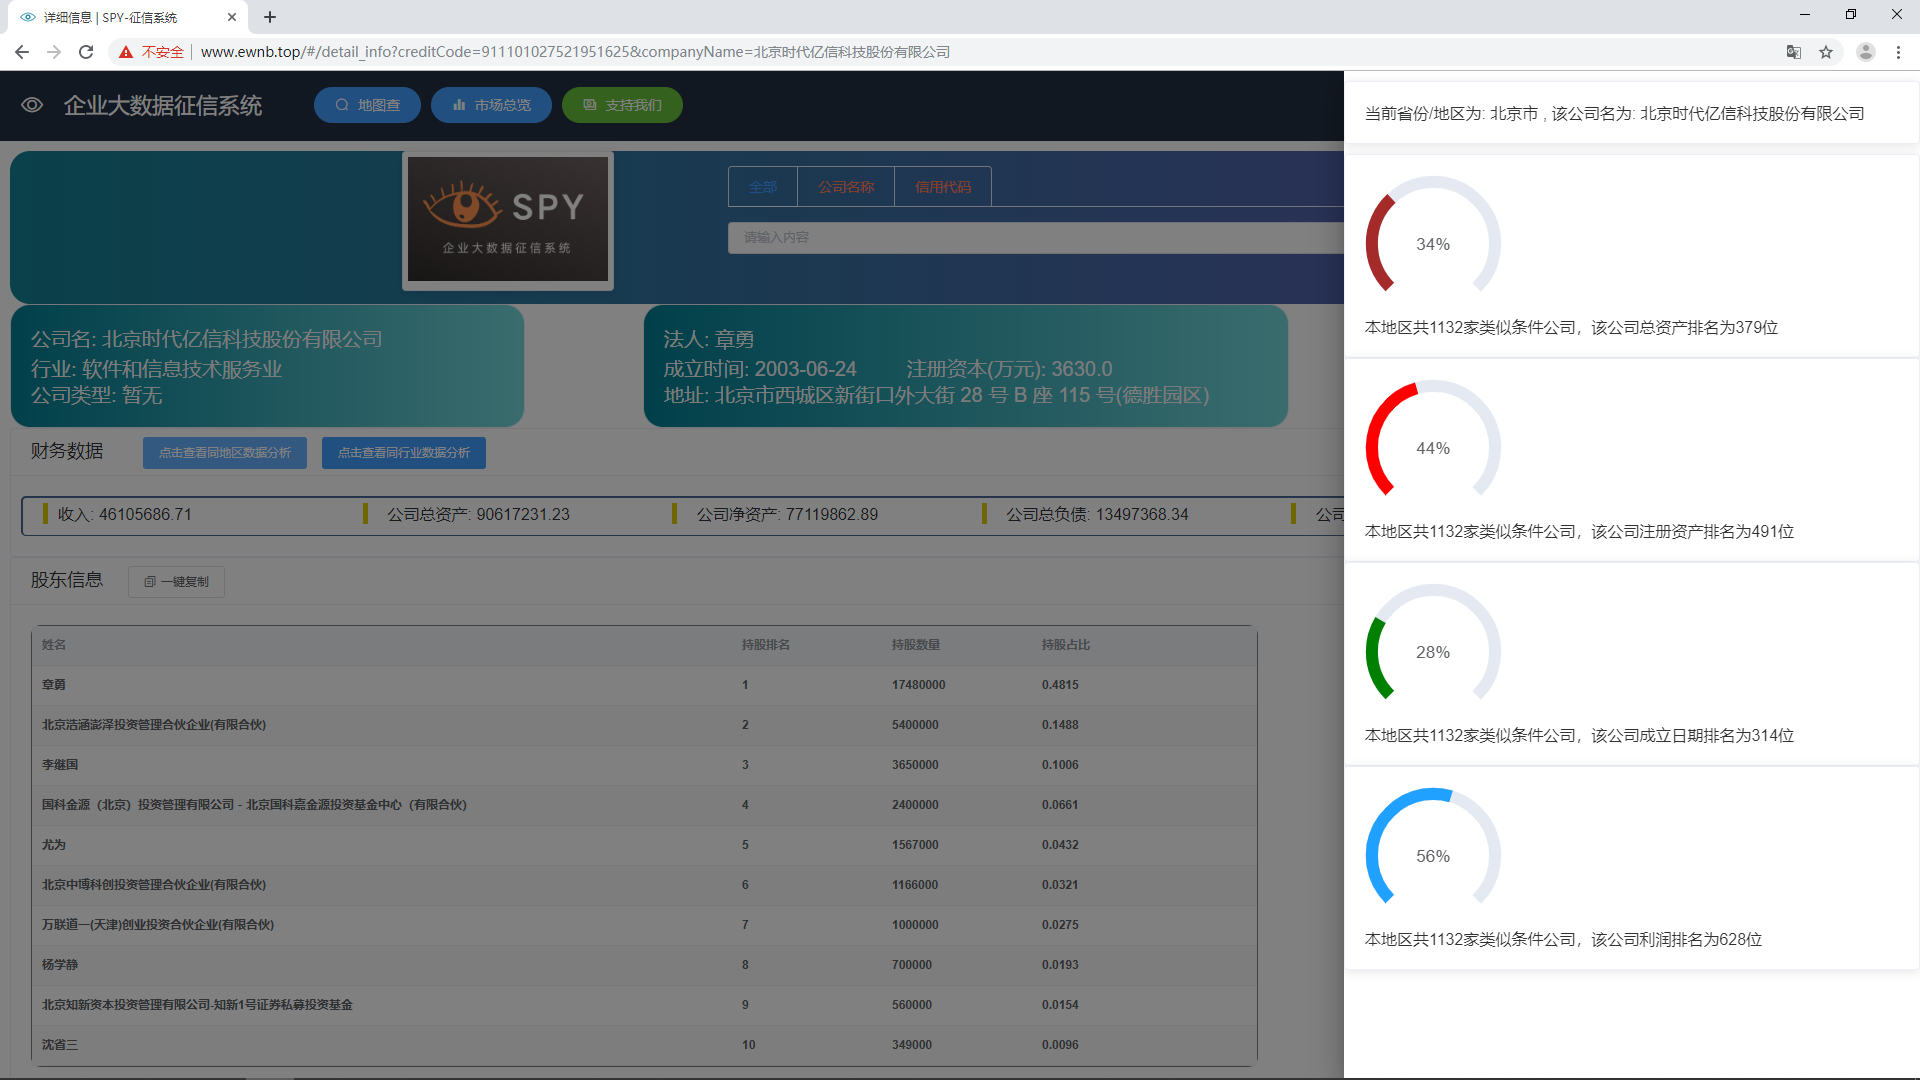 详细信息 | SPY-征信系统
不安全 www.ewnb.top/#/detail_info?creditCode=911101027521951625&companyName=北京时代亿信科技股份有限公司
企业大数据征信系统 地图查 市场总览 支持我们
SPY
企业大数据征信系统
全部 公司名称 信用代码
请输入内容
公司名: 北京时代亿信科技股份有限公司
行业: 软件和信息技术服务业
公司类型: 暂无
法人: 章勇
成立时间: 2003-06-24 注册资本(万元): 3630.0
地址: 北京市西城区新街口外大街 28 号 B 座 115 号(德胜园区)
财务数据 点击查看同地区数据分析 点击查看同行业数据分析
收入: 46105686.71 公司总资产: 90617231.23 公司净资产: 77119862.89 公司总负债: 13497368.34 公司
股东信息 一键复制
姓名 持股排名 持股数量 持股占比
章勇 1 17480000 0.4815
北京浩涵澎泽投资管理合伙企业(有限合伙) 2 5400000 0.1488
李继国 3 3650000 0.1006
国科金源（北京）投资管理有限公司－北京国科嘉金源投资基金中心（有限合伙) 4 2400000 0.0661
尤为 5 1567000 0.0432
北京中博科创投资管理合伙企业(有限合伙) 6 1166000 0.0321
万联道一(天津)创业投资合伙企业(有限合伙) 7 1000000 0.0275
杨学静 8 700000 0.0193
北京知新资本投资管理有限公司-知新1号证券私募投资基金 9 560000 0.0154
沈省三 10 349000 0.0096
当前省份/地区为: 北京市 , 该公司名为: 北京时代亿信科技股份有限公司
34%
本地区共1132家类似条件公司，该公司总资产排名为379位
44%
本地区共1132家类似条件公司，该公司注册资产排名为491位
28%
本地区共1132家类似条件公司，该公司成立日期排名为314位
56%
本地区共1132家类似条件公司，该公司利润排名为628位